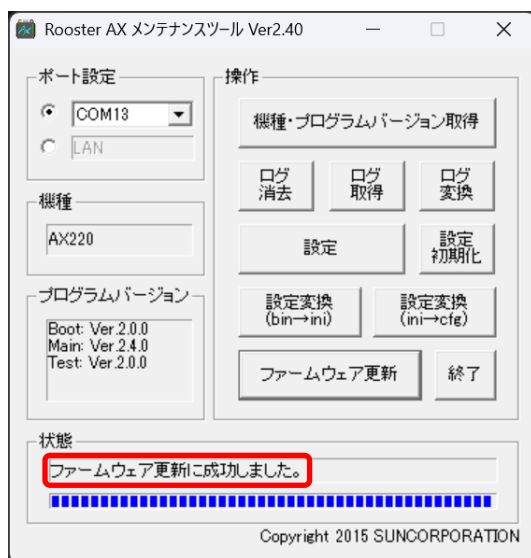 Rooster AX メンテナンスツール Ver2.40
ポート設定
COM13
LAN
機種
AX220
プログラムバージョン
Boot: Ver.2.0.0
Main: Ver.2.4.0
Test: Ver.2.0.0
操作
機種・プログラムバージョン取得
ログ
消去
ログ
取得
ログ
変換
設定
設定
初期化
設定変換
(bin→ini)
設定変換
(ini→cfg)
ファームウェア更新
終了
状態
ファームウェア更新に成功しました。
Copyright 2015 SUNCORPORATION